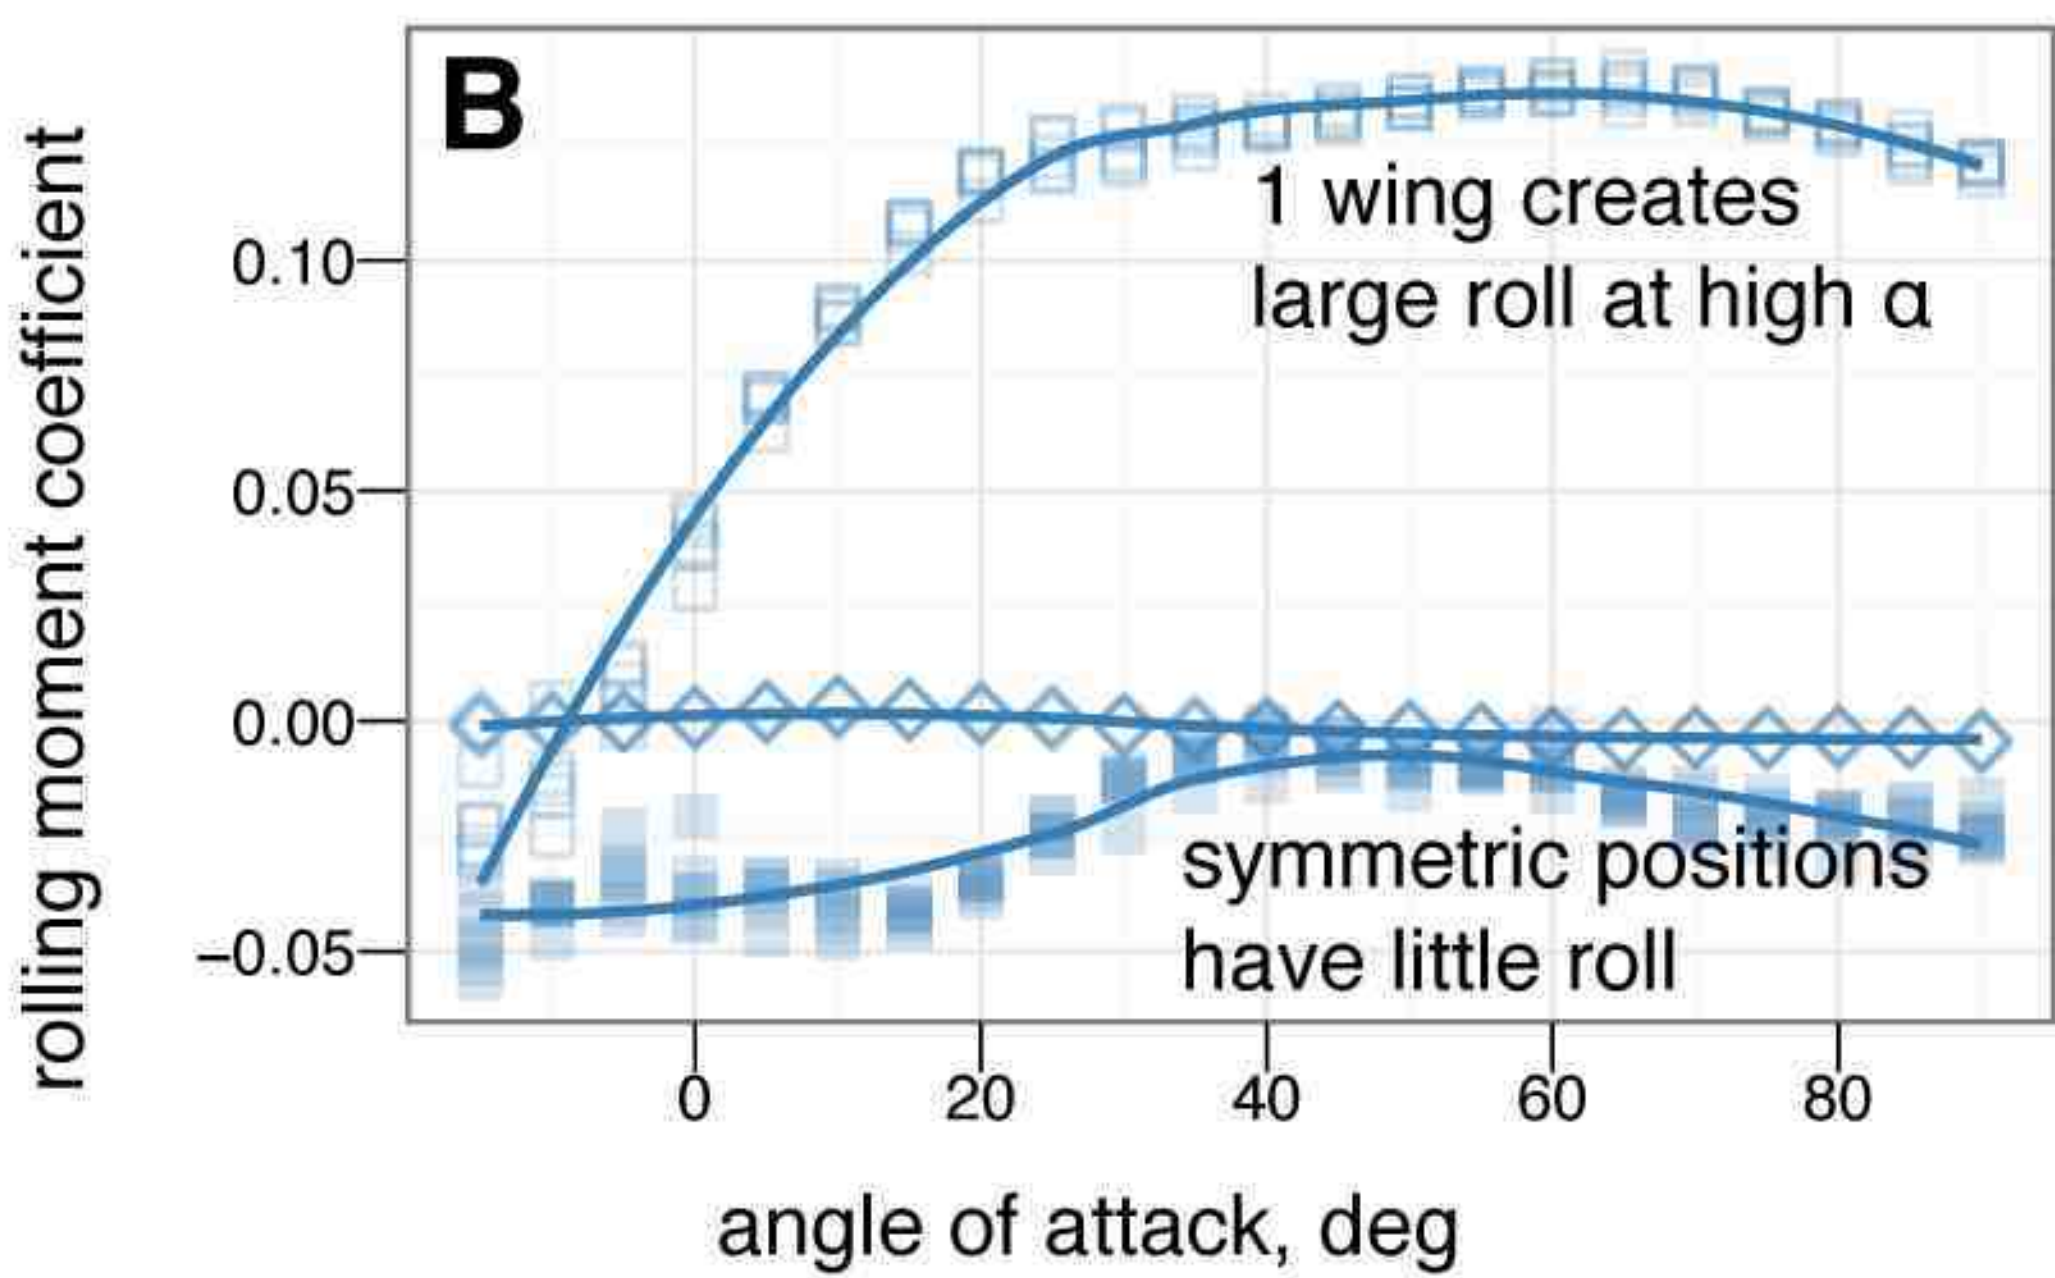 B
rolling moment coefficient
0.10
0.05
0.00
−0.05
1 wing creates
large roll at high α
symmetric positions
have little roll
0 20 40 60 80
angle of attack, deg